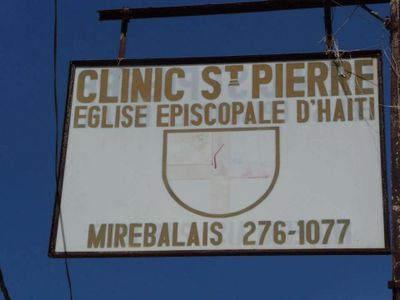 CLINIC ST PIERRE
EGLISE EPISCOPALE D'HAITI
MIREBALAIS 276-1077